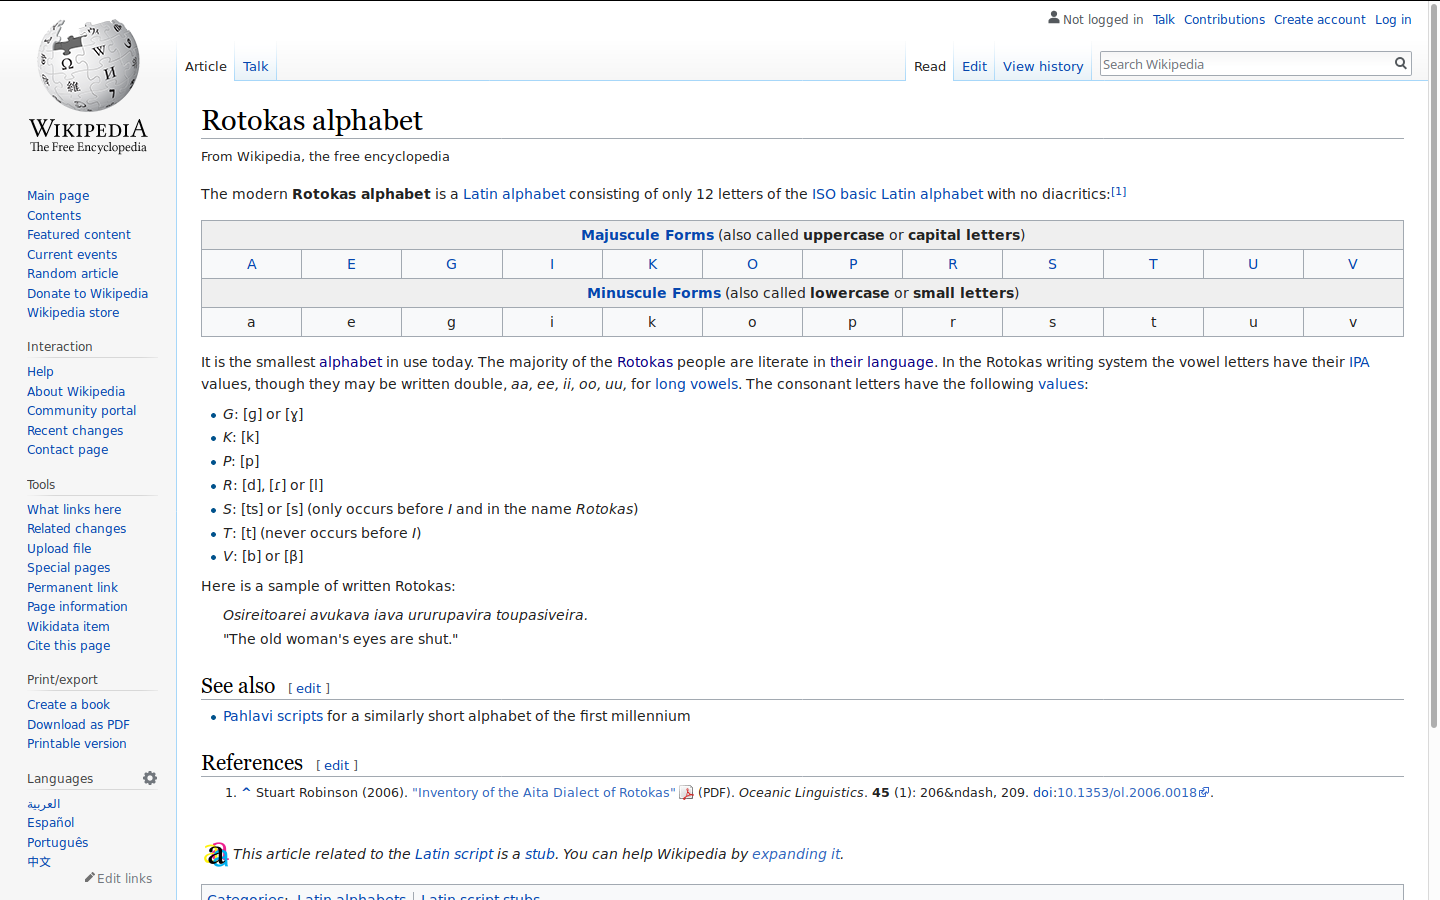 Not logged in Talk Contributions Create account Log in
Article Talk Read Edit View history Search Wikipedia
WIKIPEDIA
The Free Encyclopedia
Main page
Contents
Featured content
Current events
Random article
Donate to Wikipedia
Wikipedia store
Interaction
Help
About Wikipedia
Community portal
Recent changes
Contact page
Tools
What links here
Related changes
Upload file
Special pages
Permanent link
Page information
Wikidata item
Cite this page
Print/export
Create a book
Download as PDF
Printable version
Languages
العربية
Español
Português
中文
Edit links
Rotokas alphabet
From Wikipedia, the free encyclopedia
The modern Rotokas alphabet is a Latin alphabet consisting of only 12 letters of the ISO basic Latin alphabet with no diacritics:[1]
Majuscule Forms (also called uppercase or capital letters)
A E G I K O P R S T U V
Minuscule Forms (also called lowercase or small letters)
a e g i k o p r s t u v
It is the smallest alphabet in use today. The majority of the Rotokas people are literate in their language. In the Rotokas writing system the vowel letters have their IPA
values, though they may be written double, aa, ee, ii, oo, uu, for long vowels. The consonant letters have the following values:
• G: [ɡ] or [ɣ]
• K: [k]
• P: [p]
• R: [d], [ɾ] or [l]
• S: [ts] or [s] (only occurs before I and in the name Rotokas)
• T: [t] (never occurs before I)
• V: [b] or [β]
Here is a sample of written Rotokas:
Osireitoarei avukava iava ururupavira toupasiveira.
"The old woman's eyes are shut."
See also [ edit ]
• Pahlavi scripts for a similarly short alphabet of the first millennium
References [ edit ]
1. ^ Stuart Robinson (2006). "Inventory of the Aita Dialect of Rotokas" (PDF). Oceanic Linguistics. 45 (1): 206&ndash, 209. doi:10.1353/ol.2006.0018.
This article related to the Latin script is a stub. You can help Wikipedia by expanding it.
Categories: Latin alphabets | Latin script stubs